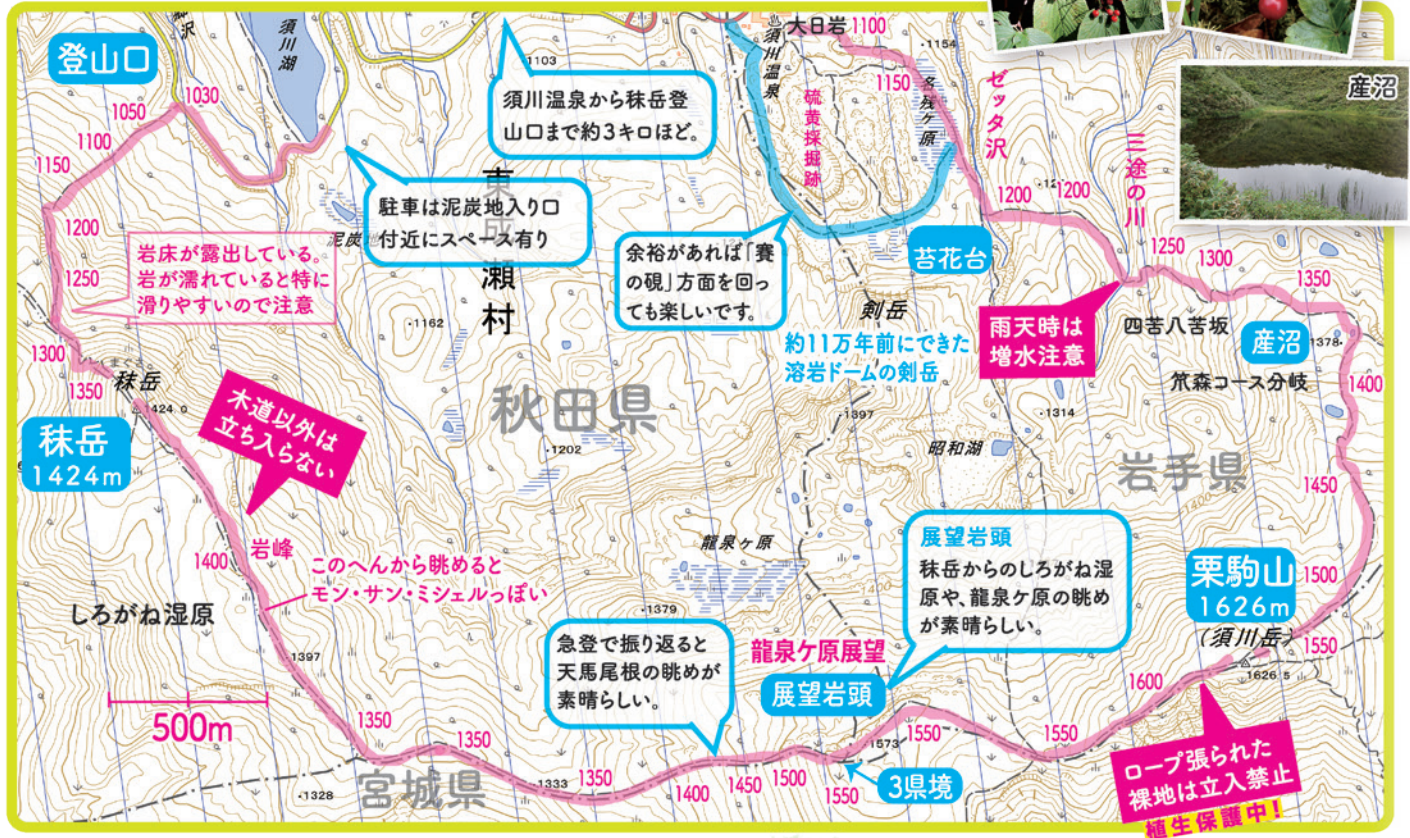 登山口
須川湖
1030
1050
1100
1150
1200
1250
1300
1350
岩床が露出している。
岩が濡れていると特に
滑りやすいので注意
秣岳
1424.0
秣岳
1424m
木道以外は
立ち入らない
1400
岩峰
このへんから眺めると
モン・サン・ミシェルっぽい
しろがね湿原
1397
500m
1350
1350
1328
宮城県
1333
1350
1400
1450
1500
1550
3県境
1573
1550
1550
1600
1103
須川温泉から秣岳登
山口まで約3キロほど。
駐車は泥炭地入り口
付近にスペース有り
泥炭地
東成瀬村
1162
秋田県
1202
龍泉ケ原
1379
急登で振り返ると
天馬尾根の眺めが
素晴らしい。
龍泉ケ原展望
展望岩頭
展望岩頭
秣岳からのしろがね湿
原や、龍泉ケ原の眺め
が素晴らしい。
須川温泉
大日岩
1100
1154
1150
硫黄採掘跡
名残ケ原
ゼッタ沢
余裕があれば「賽
の硯」方面を回っ
ても楽しいです。
苔花台
剣岳
約11万年前にできた
溶岩ドームの剣岳
1397
昭和湖
1314
1200
1200
三途の川
雨天時は
増水注意
1250
1300
1350
四苦八苦坂
産沼
産沼
1378
笊森コース分岐
1400
岩手県
1450
1500
栗駒山
1626m
(須川岳)
1550
1626.5
ロープ張られた
裸地は立入禁止
植生保護中!